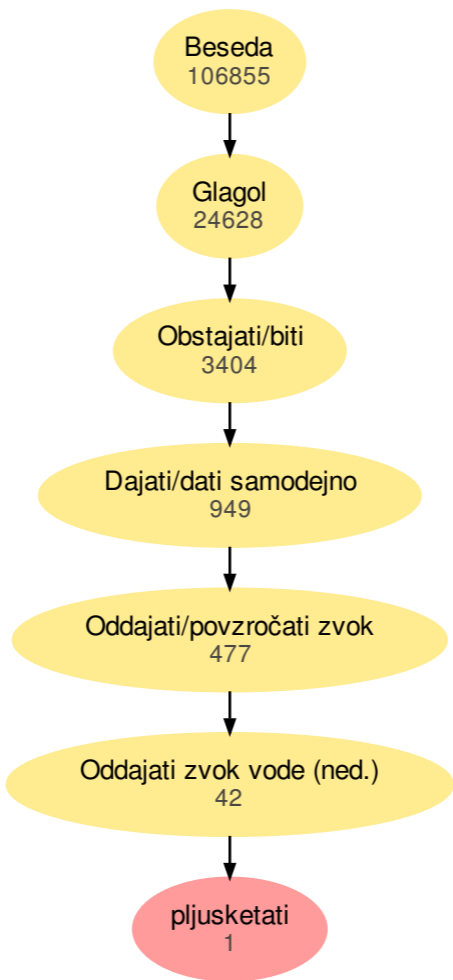 Beseda
106855
Glagol
24628
Obstajati/biti
3404
Dajati/dati samodejno
949
Oddajati/povzročati zvok
477
Oddajati zvok vode (ned.)
42
pljusketati
1